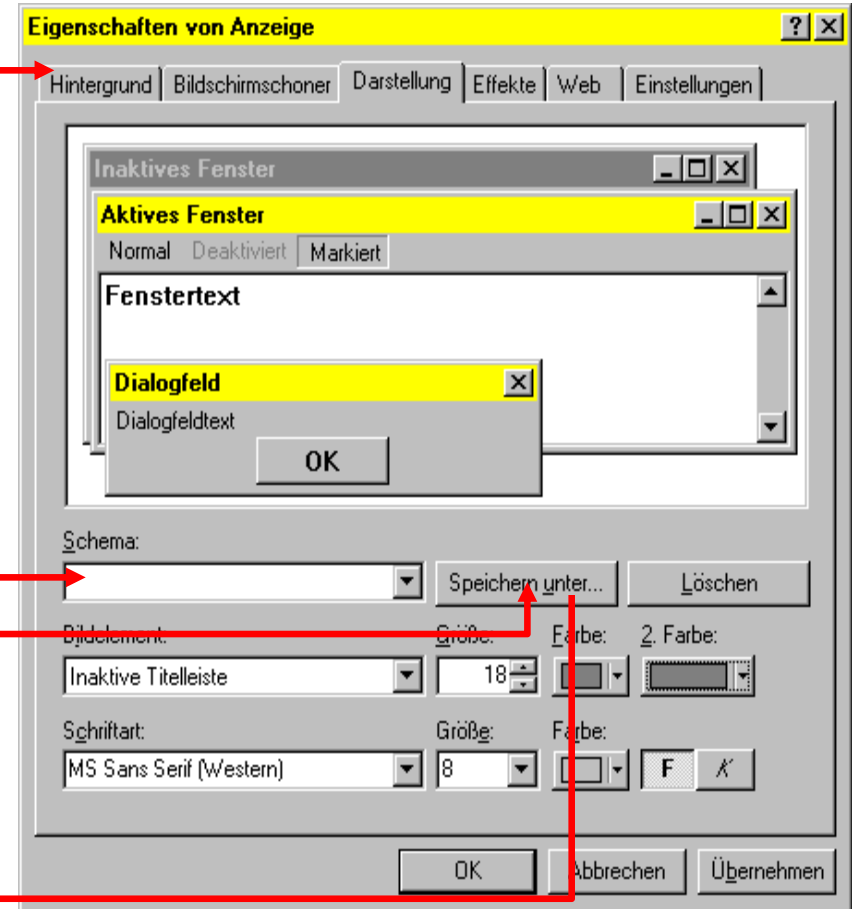 Eigenschaften von Anzeige
Hintergrund Bildschirmschoner Darstellung Effekte Web Einstellungen
Inaktives Fenster
Aktives Fenster
Normal Deaktiviert Markiert
Fenstertext
Dialogfeld
Dialogfeldtext
OK
Schema:
Speichern unter... Löschen
Bildelement: Größe: Farbe: 2. Farbe:
Inaktive Titelleiste 18
Schriftart: Größe: Farbe:
MS Sans Serif (Western) 8 F K
OK Abbrechen Übernehmen